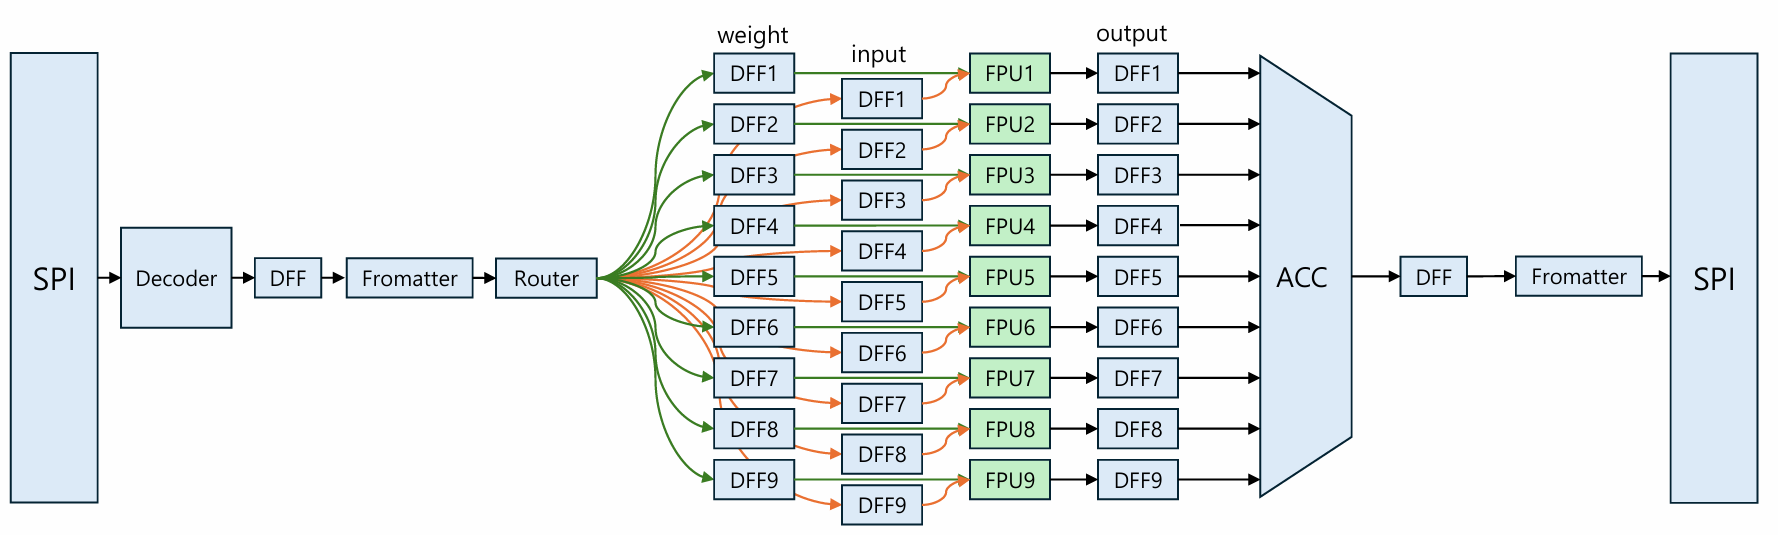 SPI
Decoder
DFF
Fromatter
Router
weight
DFF1
DFF2
DFF3
DFF4
DFF5
DFF6
DFF7
DFF8
DFF9
input
DFF1
DFF2
DFF3
DFF4
DFF5
DFF6
DFF7
DFF8
DFF9
FPU1
FPU2
FPU3
FPU4
FPU5
FPU6
FPU7
FPU8
FPU9
output
DFF1
DFF2
DFF3
DFF4
DFF5
DFF6
DFF7
DFF8
DFF9
ACC
DFF
Fromatter
SPI